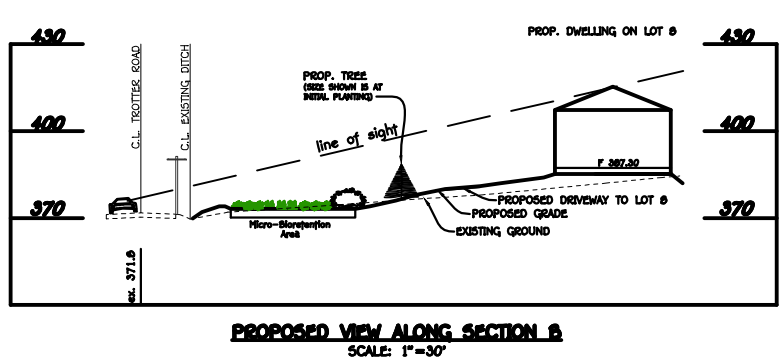 430
PROP. DWELLING ON LOT 8
430
C.L. TROTTER ROAD
C.L. EXISTING DITCH
PROP. TREE
(SIZE SHOWN IS AT
INITIAL PLANTING)
400
line of sight
400
F 387.30
370
PROPOSED DRIVEWAY TO LOT 8
370
PROPOSED GRADE
Micro-Bioretention
Area
EXISTING GROUND
ex. 371.8
PROPOSED VIEW ALONG SECTION B
SCALE: 1"=30'